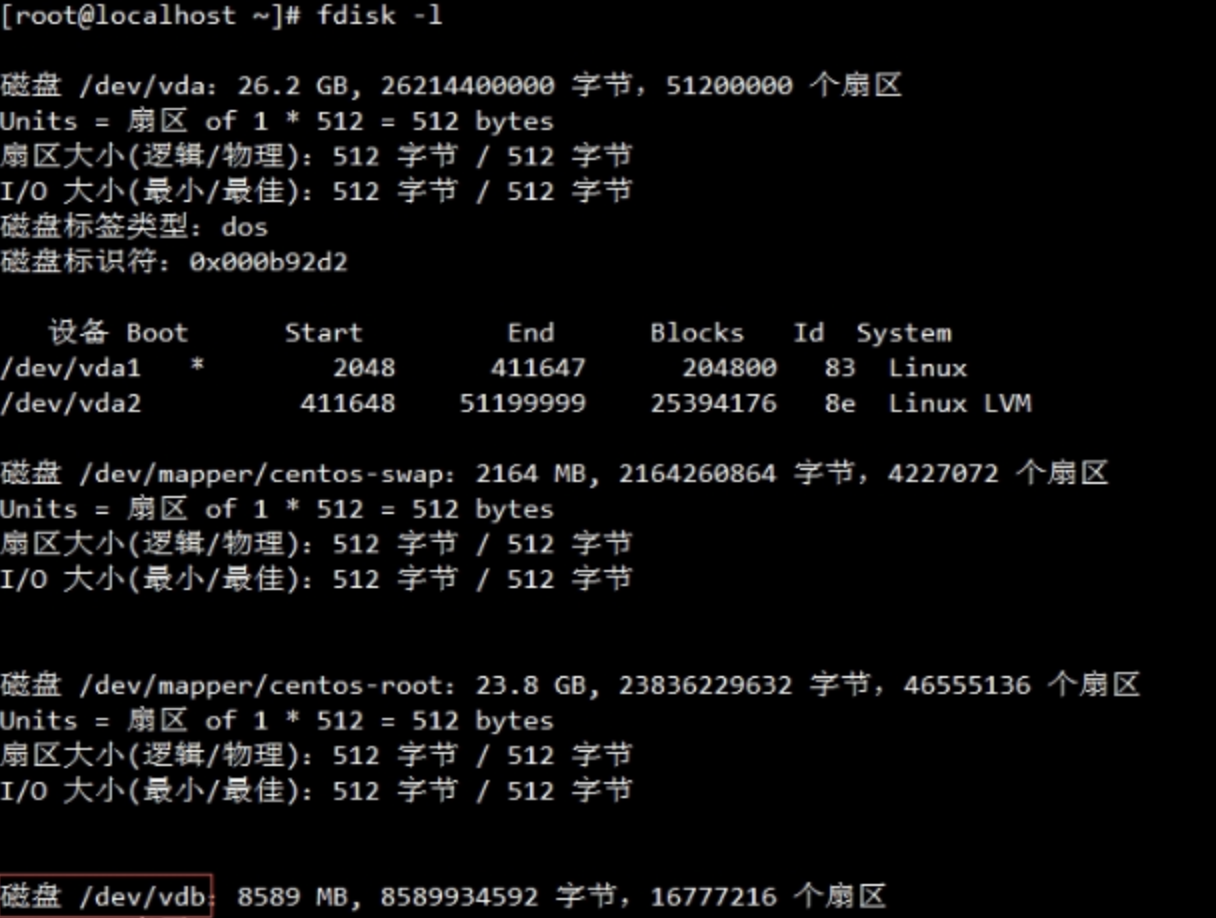 [root@localhost ~]# fdisk -l
磁盘 /dev/vda：26.2 GB, 26214400000 字节，51200000 个扇区
Units = 扇区 of 1 * 512 = 512 bytes
扇区大小(逻辑/物理)：512 字节 / 512 字节
I/O 大小(最小/最佳)：512 字节 / 512 字节
磁盘标签类型：dos
磁盘标识符：0x000b92d2
设备 Boot      Start         End      Blocks   Id  System
/dev/vda1   *        2048      411647      204800   83  Linux
/dev/vda2          411648    51199999    25394176   8e  Linux LVM
磁盘 /dev/mapper/centos-swap：2164 MB, 2164260864 字节，4227072 个扇区
Units = 扇区 of 1 * 512 = 512 bytes
扇区大小(逻辑/物理)：512 字节 / 512 字节
I/O 大小(最小/最佳)：512 字节 / 512 字节
磁盘 /dev/mapper/centos-root：23.8 GB, 23836229632 字节，46555136 个扇区
Units = 扇区 of 1 * 512 = 512 bytes
扇区大小(逻辑/物理)：512 字节 / 512 字节
I/O 大小(最小/最佳)：512 字节 / 512 字节
磁盘 /dev/vdb：8589 MB, 8589934592 字节，16777216 个扇区